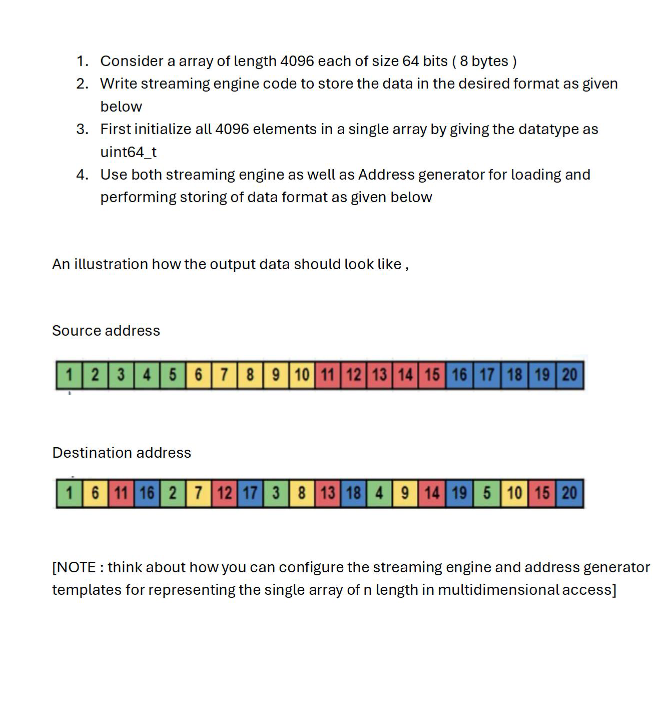 1. Consider a array of length 4096 each of size 64 bits ( 8 bytes )
2. Write streaming engine code to store the data in the desired format as given
below
3. First initialize all 4096 elements in a single array by giving the datatype as
uint64_t
4. Use both streaming engine as well as Address generator for loading and
performing storing of data format as given below
An illustration how the output data should look like ,
Source address
1 2 3 4 5 6 7 8 9 10 11 12 13 14 15 16 17 18 19 20
Destination address
1 6 11 16 2 7 12 17 3 8 13 18 4 9 14 19 5 10 15 20
[NOTE : think about how you can configure the streaming engine and address generator
templates for representing the single array of n length in multidimensional access]